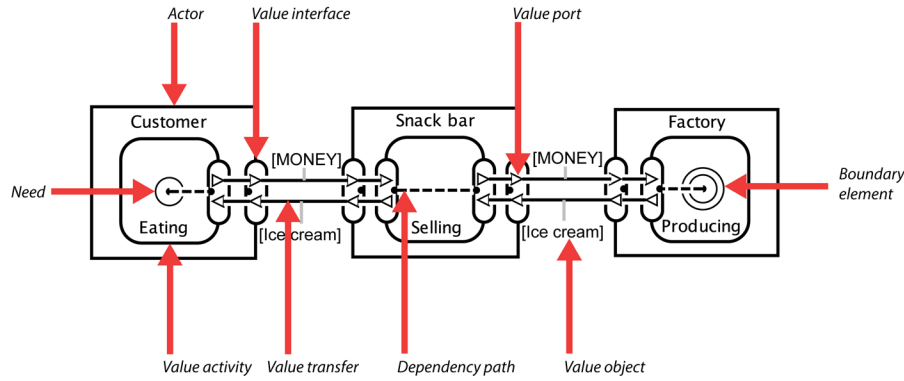 Actor
Value interface
Value port
Customer
Snack bar
Factory
[MONEY]
[MONEY]
Need
Boundary
element
Eating
[Ice cream]
Selling
[Ice cream]
Producing
Value activity
Value transfer
Dependency path
Value object